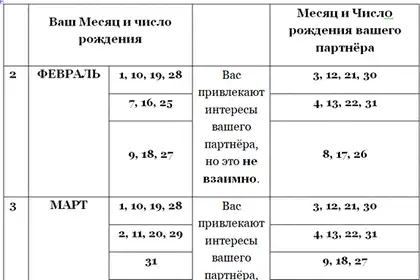 Ваш Месяц и число
рождения
Месяц и Число
рождения вашего
партнёра
2 ФЕВРАЛЬ 1, 10, 19, 28 Вас 3, 12, 21, 30
привлекают
7, 16, 25 интересы 4, 13, 22, 31
вашего
партнёра,
9, 18, 27 но это не 8, 17, 26
взаимно.
3 МАРТ 1, 10, 19, 28 Вас 3, 12, 21, 30
привлекают
2, 11, 20, 29 интересы 4, 13, 22, 31
31 вашего 9, 18, 27
партнёра,